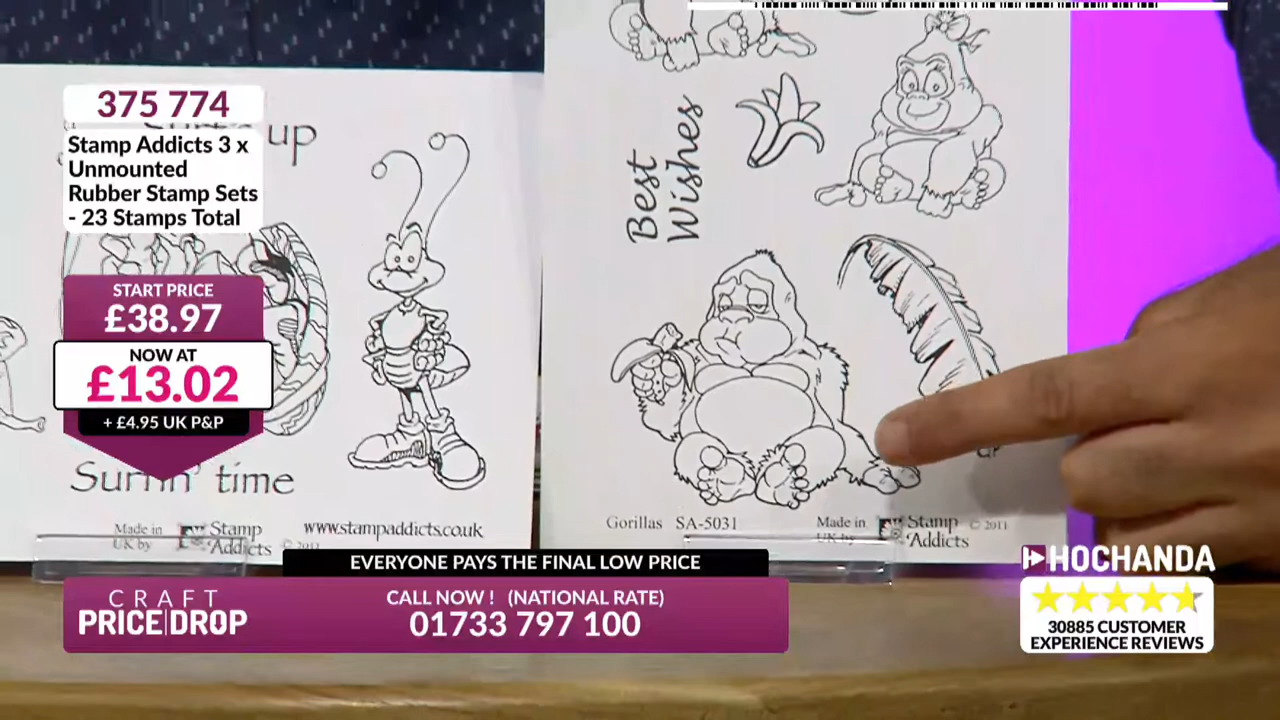 375 774
Stamp Addicts 3 x
Unmounted
Rubber Stamp Sets
- 23 Stamps Total
up
START PRICE
£38.97
NOW AT
£13.02
+ £4.95 UK P&P
Surfin' time
Made in
UK by
Stamp
Addicts
© 2011
www.stampaddicts.co.uk
Best
Wishes
Gorillas SA-5031
Made in
UK by
Stamp
Addicts
© 2011
EVERYONE PAYS THE FINAL LOW PRICE
CRAFT
PRICE DROP
CALL NOW ! (NATIONAL RATE)
01733 797 100
HOCHANDA
30885 CUSTOMER
EXPERIENCE REVIEWS